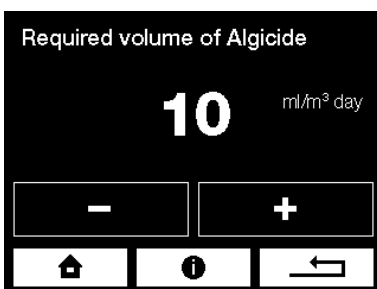 Required volume of Algicide
10 ml/m³ day
− +